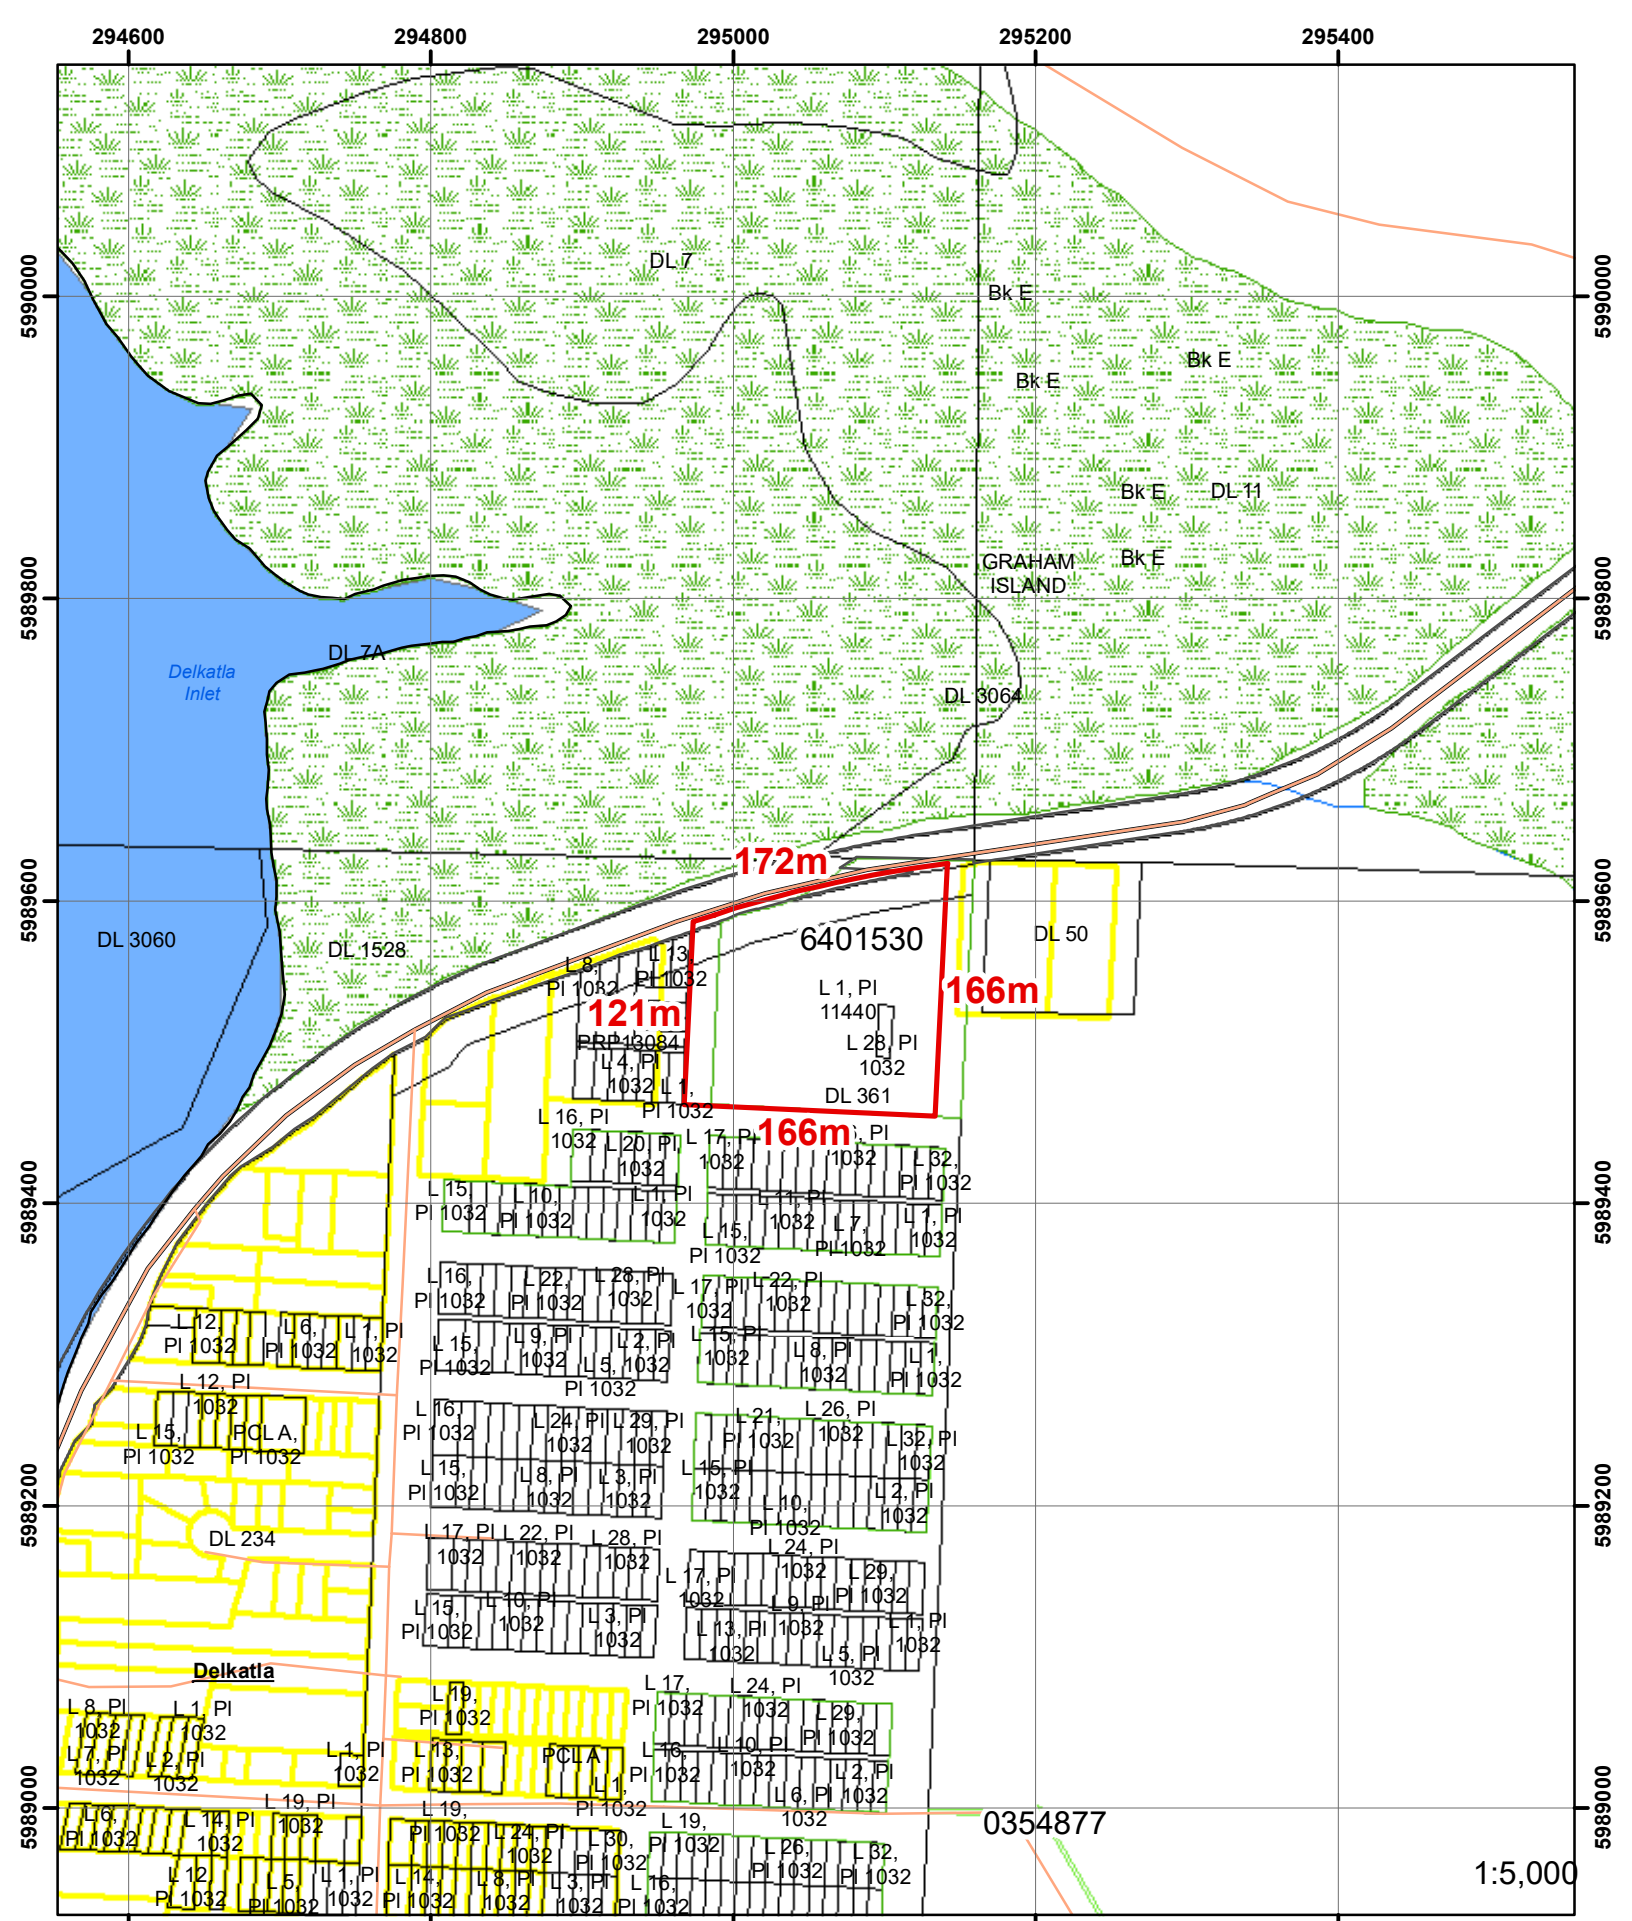 294600
294800
295000
295200
295400
5990000
5990000
DL 7
Bk E
Bk E
Bk E
Bk E
DL 11
GRAHAM
ISLAND
Bk E
5989800
5989800
DL 7A
Delkatla
Inlet
DL 3064
172m
5989600
5989600
DL 3060
DL 1528
6401530
DL 50
L 8,
Pl 1032
L 13,
Pl 1032
121m
L 1, Pl
11440
166m
PRP13084
L 28, Pl
1032
L 4, Pl
1032
L 1,
Pl 1032
DL 361
L 16, Pl
1032
L 20, Pl
1032
L 17, Pl
1032
166m
, Pl
1032
L 32,
Pl 1032
5989400
5989400
L 15,
Pl 1032
L 10,
Pl 1032
L 1, Pl
1032
L 15,
Pl 1032
L 11, Pl
1032
L 7,
Pl 1032
L 1, Pl
1032
L 16,
Pl 1032
L 22,
Pl 1032
L 28, Pl
1032
L 17, Pl
1032
L 22, Pl
1032
L 32,
Pl 1032
L 12,
Pl 1032
L 6,
Pl 1032
L 1, Pl
1032
L 15,
Pl 1032
L 9, Pl
1032
L 5,
Pl 1032
L 2, Pl
1032
L 15, Pl
1032
L 8, Pl
1032
L 1,
Pl 1032
L 12, Pl
1032
L 15,
Pl 1032
PCL A,
Pl 1032
L 16,
Pl 1032
L 24, Pl
1032
L 29, Pl
1032
L 21,
Pl 1032
L 26, Pl
1032
L 32, Pl
1032
L 15,
Pl 1032
L 8, Pl
1032
L 3, Pl
1032
L 15, Pl
1032
L 10,
Pl 1032
L 2, Pl
1032
5989200
5989200
DL 234
L 17, Pl
1032
L 22, Pl
1032
L 28, Pl
1032
L 17, Pl
1032
L 24, Pl
1032
L 29,
Pl 1032
L 15,
Pl 1032
L 10, Pl
1032
L 3, Pl
1032
L 13, Pl
1032
L 9, Pl
1032
L 5, Pl
1032
L 1, Pl
1032
Delkatla
L 8, Pl
1032
L 1, Pl
1032
L 19,
Pl 1032
L 17,
Pl 1032
L 24, Pl
1032
L 29,
Pl 1032
L 7, Pl
1032
L 2, Pl
1032
L 1, Pl
1032
L 13,
Pl 1032
PCL A
L 1,
Pl 1032
L 16,
Pl 1032
L 10, Pl
1032
L 6, Pl
1032
L 2, Pl
1032
5989000
5989000
L 6,
Pl 1032
L 14, Pl
1032
L 19, Pl
1032
L 19,
Pl 1032
L 24, Pl
1032
L 30,
Pl 1032
L 19,
Pl 1032
L 26,
Pl 1032
L 32,
Pl 1032
0354877
L 12,
Pl 1032
L 5,
Pl 1032
L 1, Pl
1032
L 14,
Pl 1032
L 8, Pl
1032
L 3, Pl
1032
L 16,
Pl 1032
1:5,000